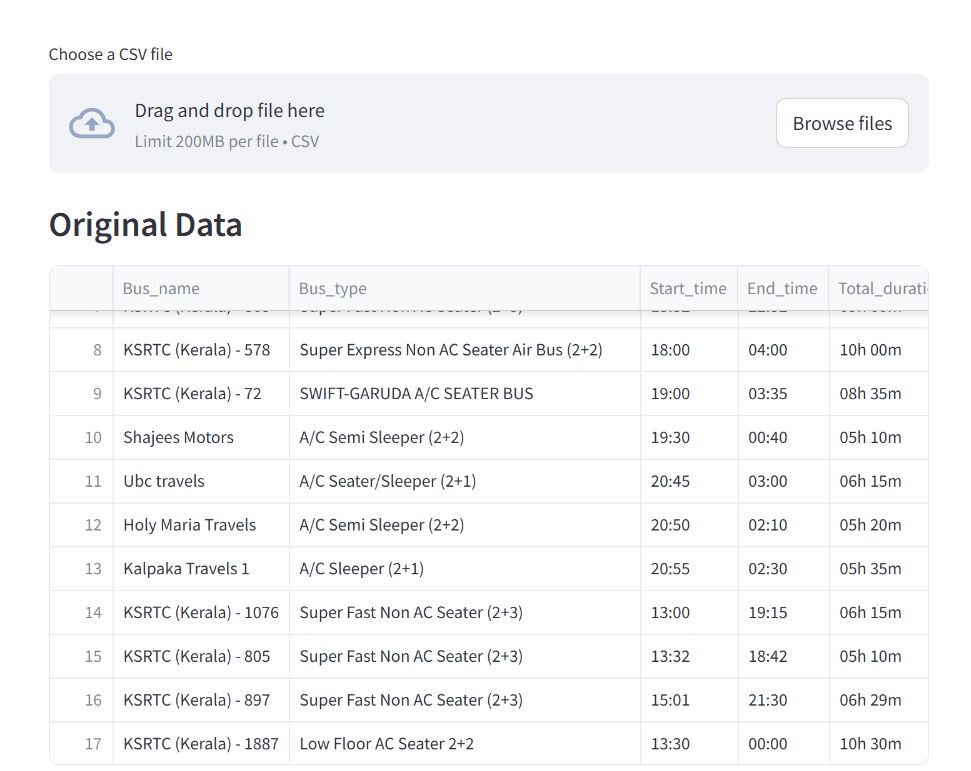 Choose a CSV file
Drag and drop file here
Limit 200MB per file • CSV
Browse files
Original Data
Bus_name Bus_type Start_time End_time Total_durati
8 KSRTC (Kerala) - 578 Super Express Non AC Seater Air Bus (2+2) 18:00 04:00 10h 00m
9 KSRTC (Kerala) - 72 SWIFT-GARUDA A/C SEATER BUS 19:00 03:35 08h 35m
10 Shajees Motors A/C Semi Sleeper (2+2) 19:30 00:40 05h 10m
11 Ubc travels A/C Seater/Sleeper (2+1) 20:45 03:00 06h 15m
12 Holy Maria Travels A/C Semi Sleeper (2+2) 20:50 02:10 05h 20m
13 Kalpaka Travels 1 A/C Sleeper (2+1) 20:55 02:30 05h 35m
14 KSRTC (Kerala) - 1076 Super Fast Non AC Seater (2+3) 13:00 19:15 06h 15m
15 KSRTC (Kerala) - 805 Super Fast Non AC Seater (2+3) 13:32 18:42 05h 10m
16 KSRTC (Kerala) - 897 Super Fast Non AC Seater (2+3) 15:01 21:30 06h 29m
17 KSRTC (Kerala) - 1887 Low Floor AC Seater 2+2 13:30 00:00 10h 30m